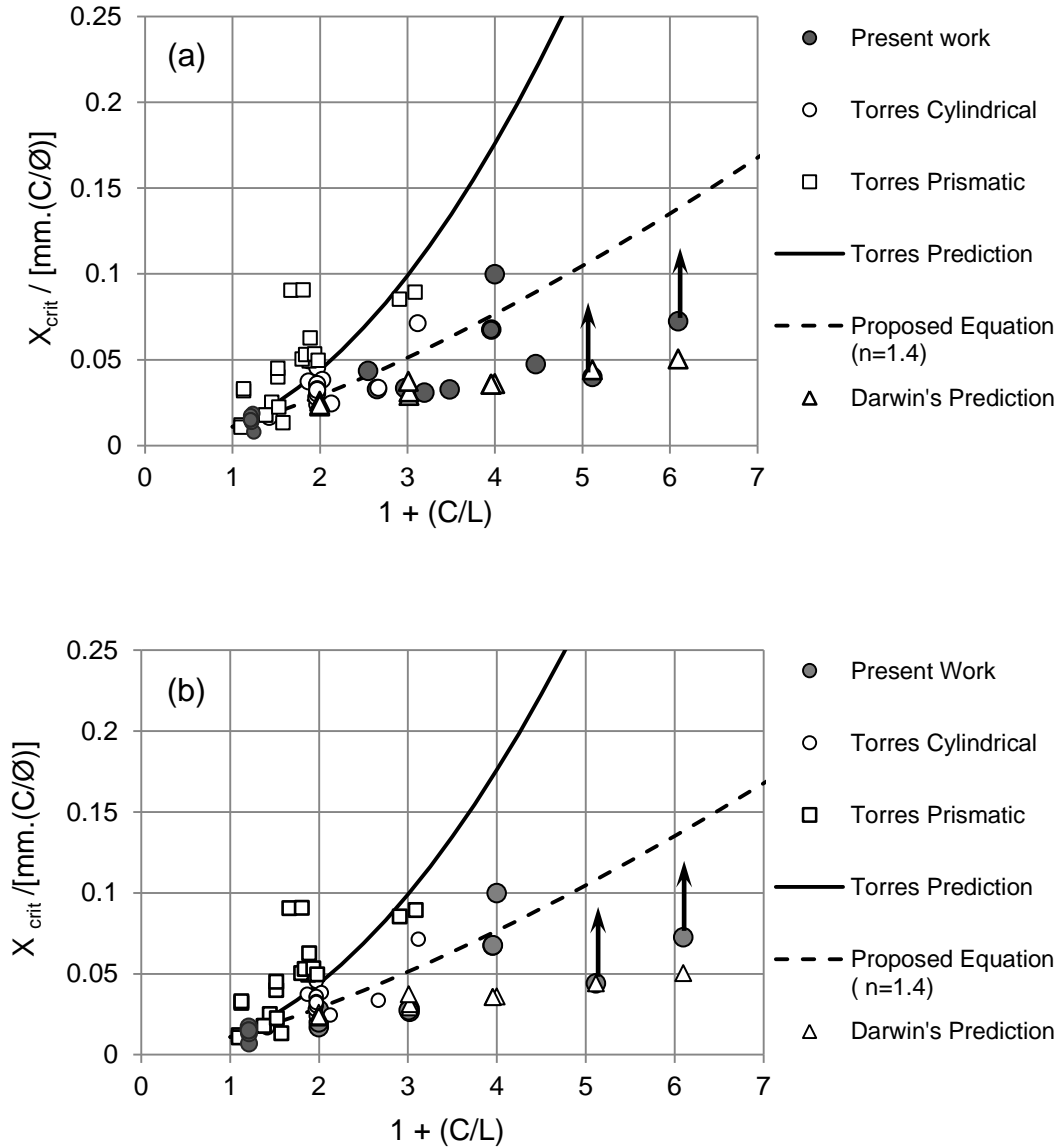 (a)
X_crit / [mm.(C/Ø)]
0.25
0.2
0.15
0.1
0.05
0
0 1 2 3 4 5 6 7
1 + (C/L)
Present work
Torres Cylindrical
Torres Prismatic
Torres Prediction
Proposed Equation
(n=1.4)
Darwin's Prediction
(b)
X crit /[mm.(C/Ø)]
0.25
0.2
0.15
0.1
0.05
0
0 1 2 3 4 5 6 7
1 + (C/L)
Present Work
Torres Cylindrical
Torres Prismatic
Torres Prediction
Proposed Equation
( n=1.4)
Darwin's Prediction